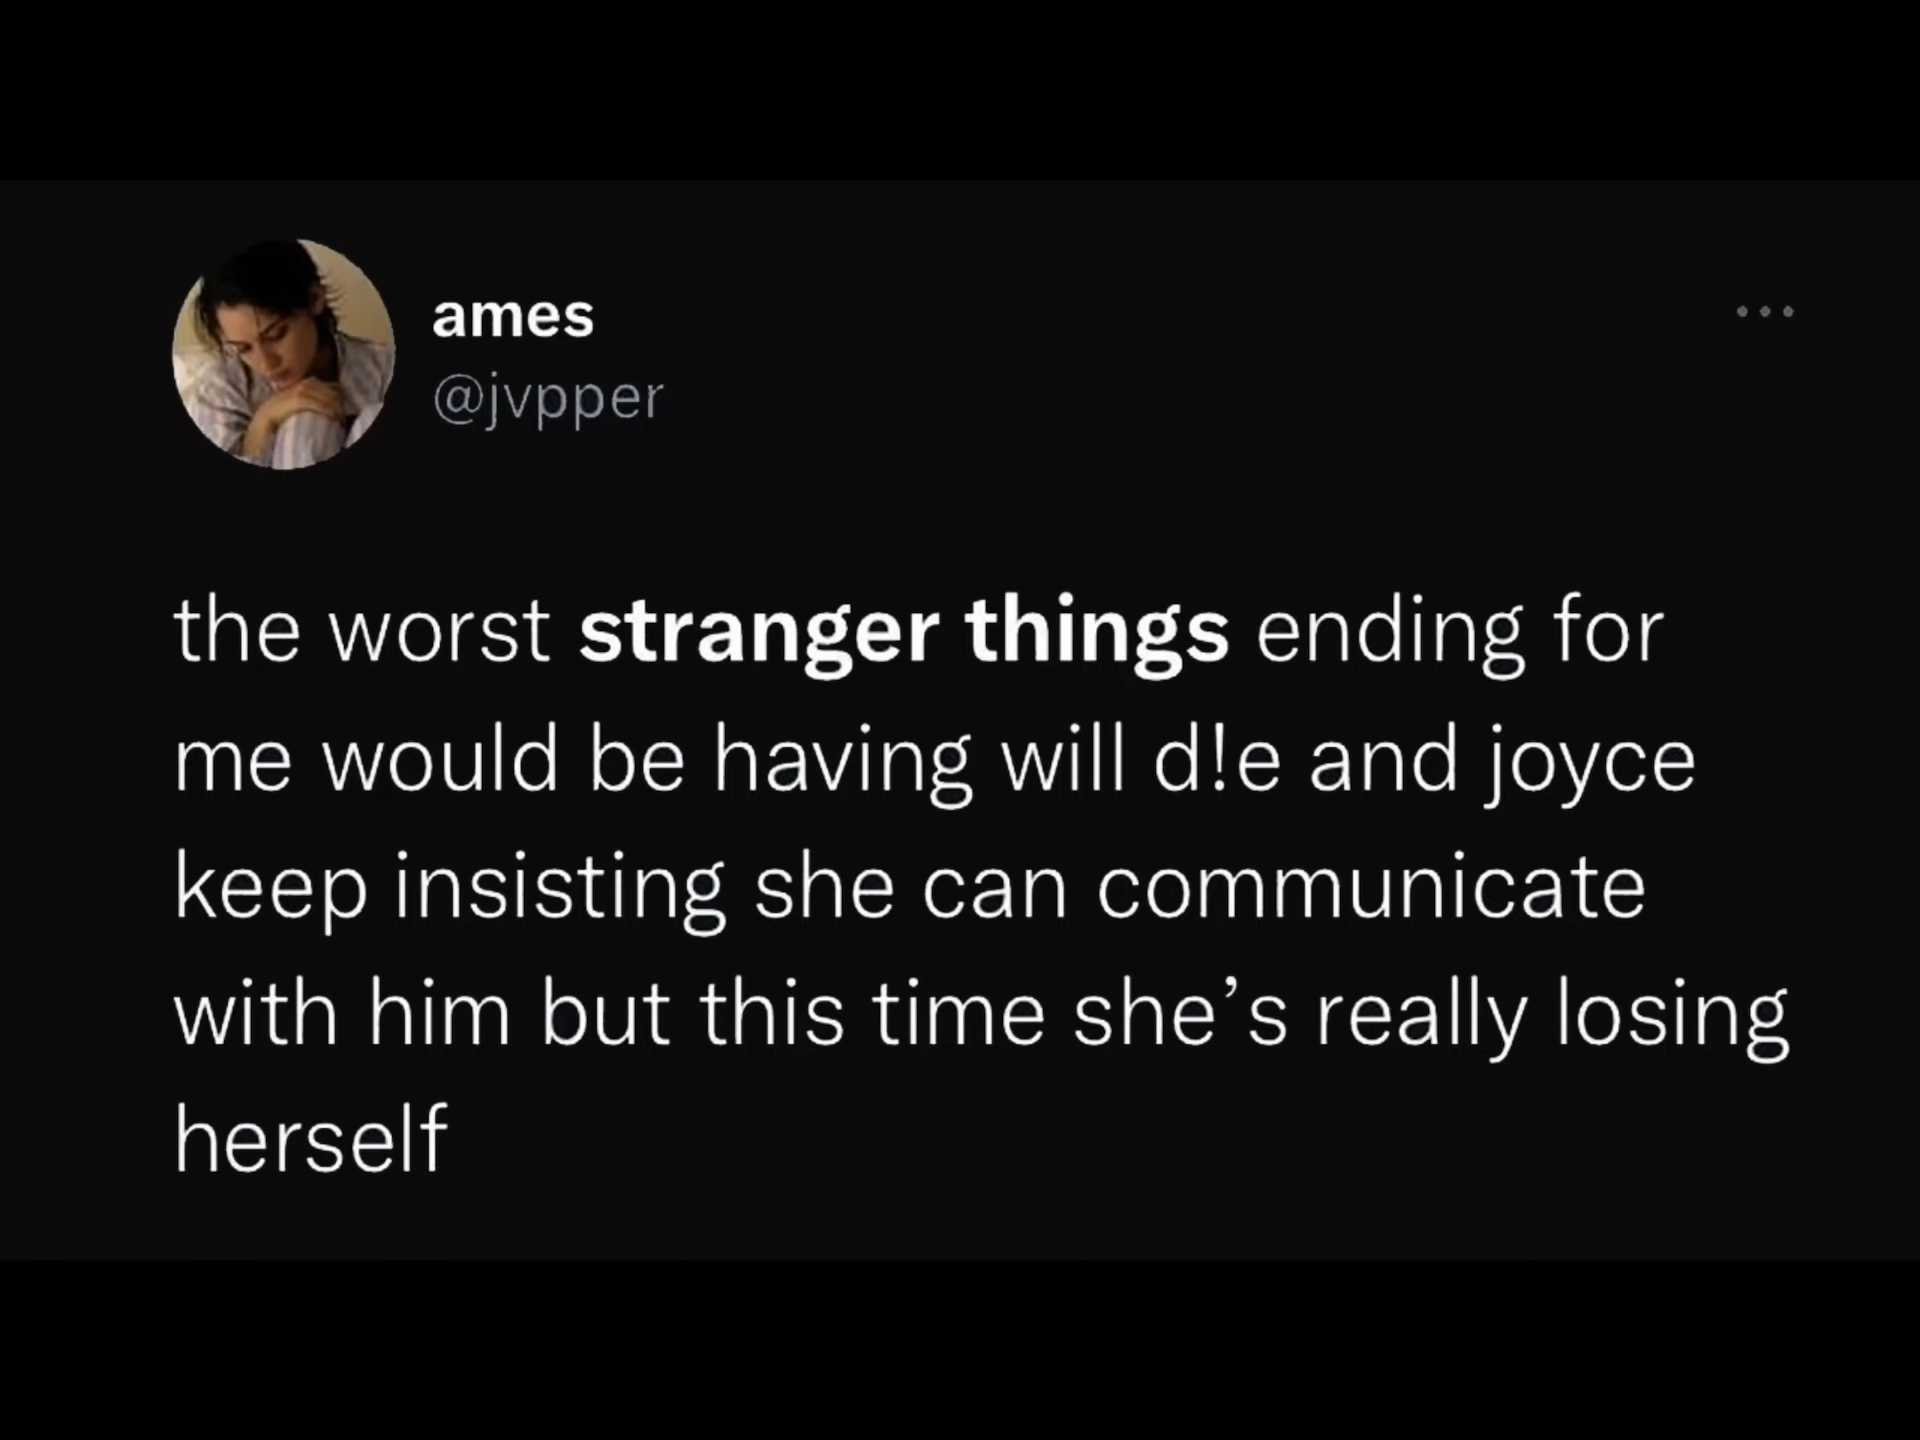 ames
@jvpper
the worst stranger things ending for
me would be having will d!e and joyce
keep insisting she can communicate
with him but this time she’s really losing
herself